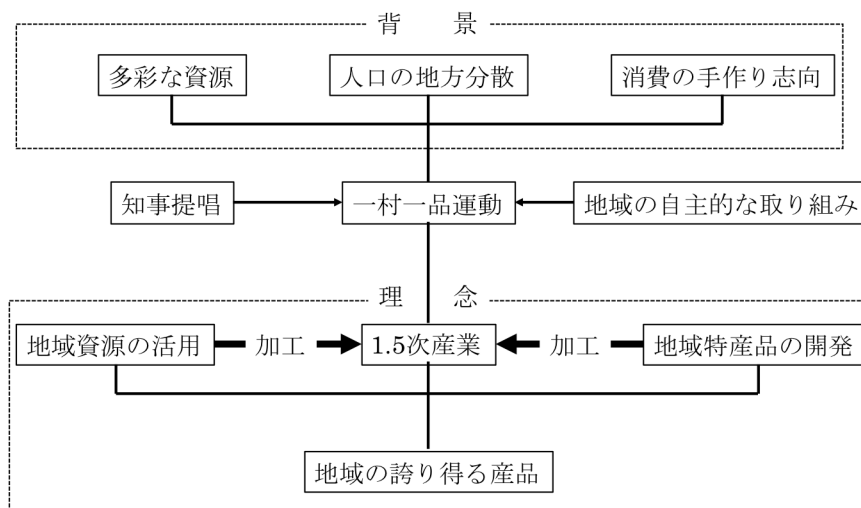 背　景
多彩な資源　人口の地方分散　消費の手作り志向
知事提唱　一村一品運動　地域の自主的な取り組み
理　念
地域資源の活用　加工　1.5次産業　加工　地域特産品の開発
地域の誇り得る産品